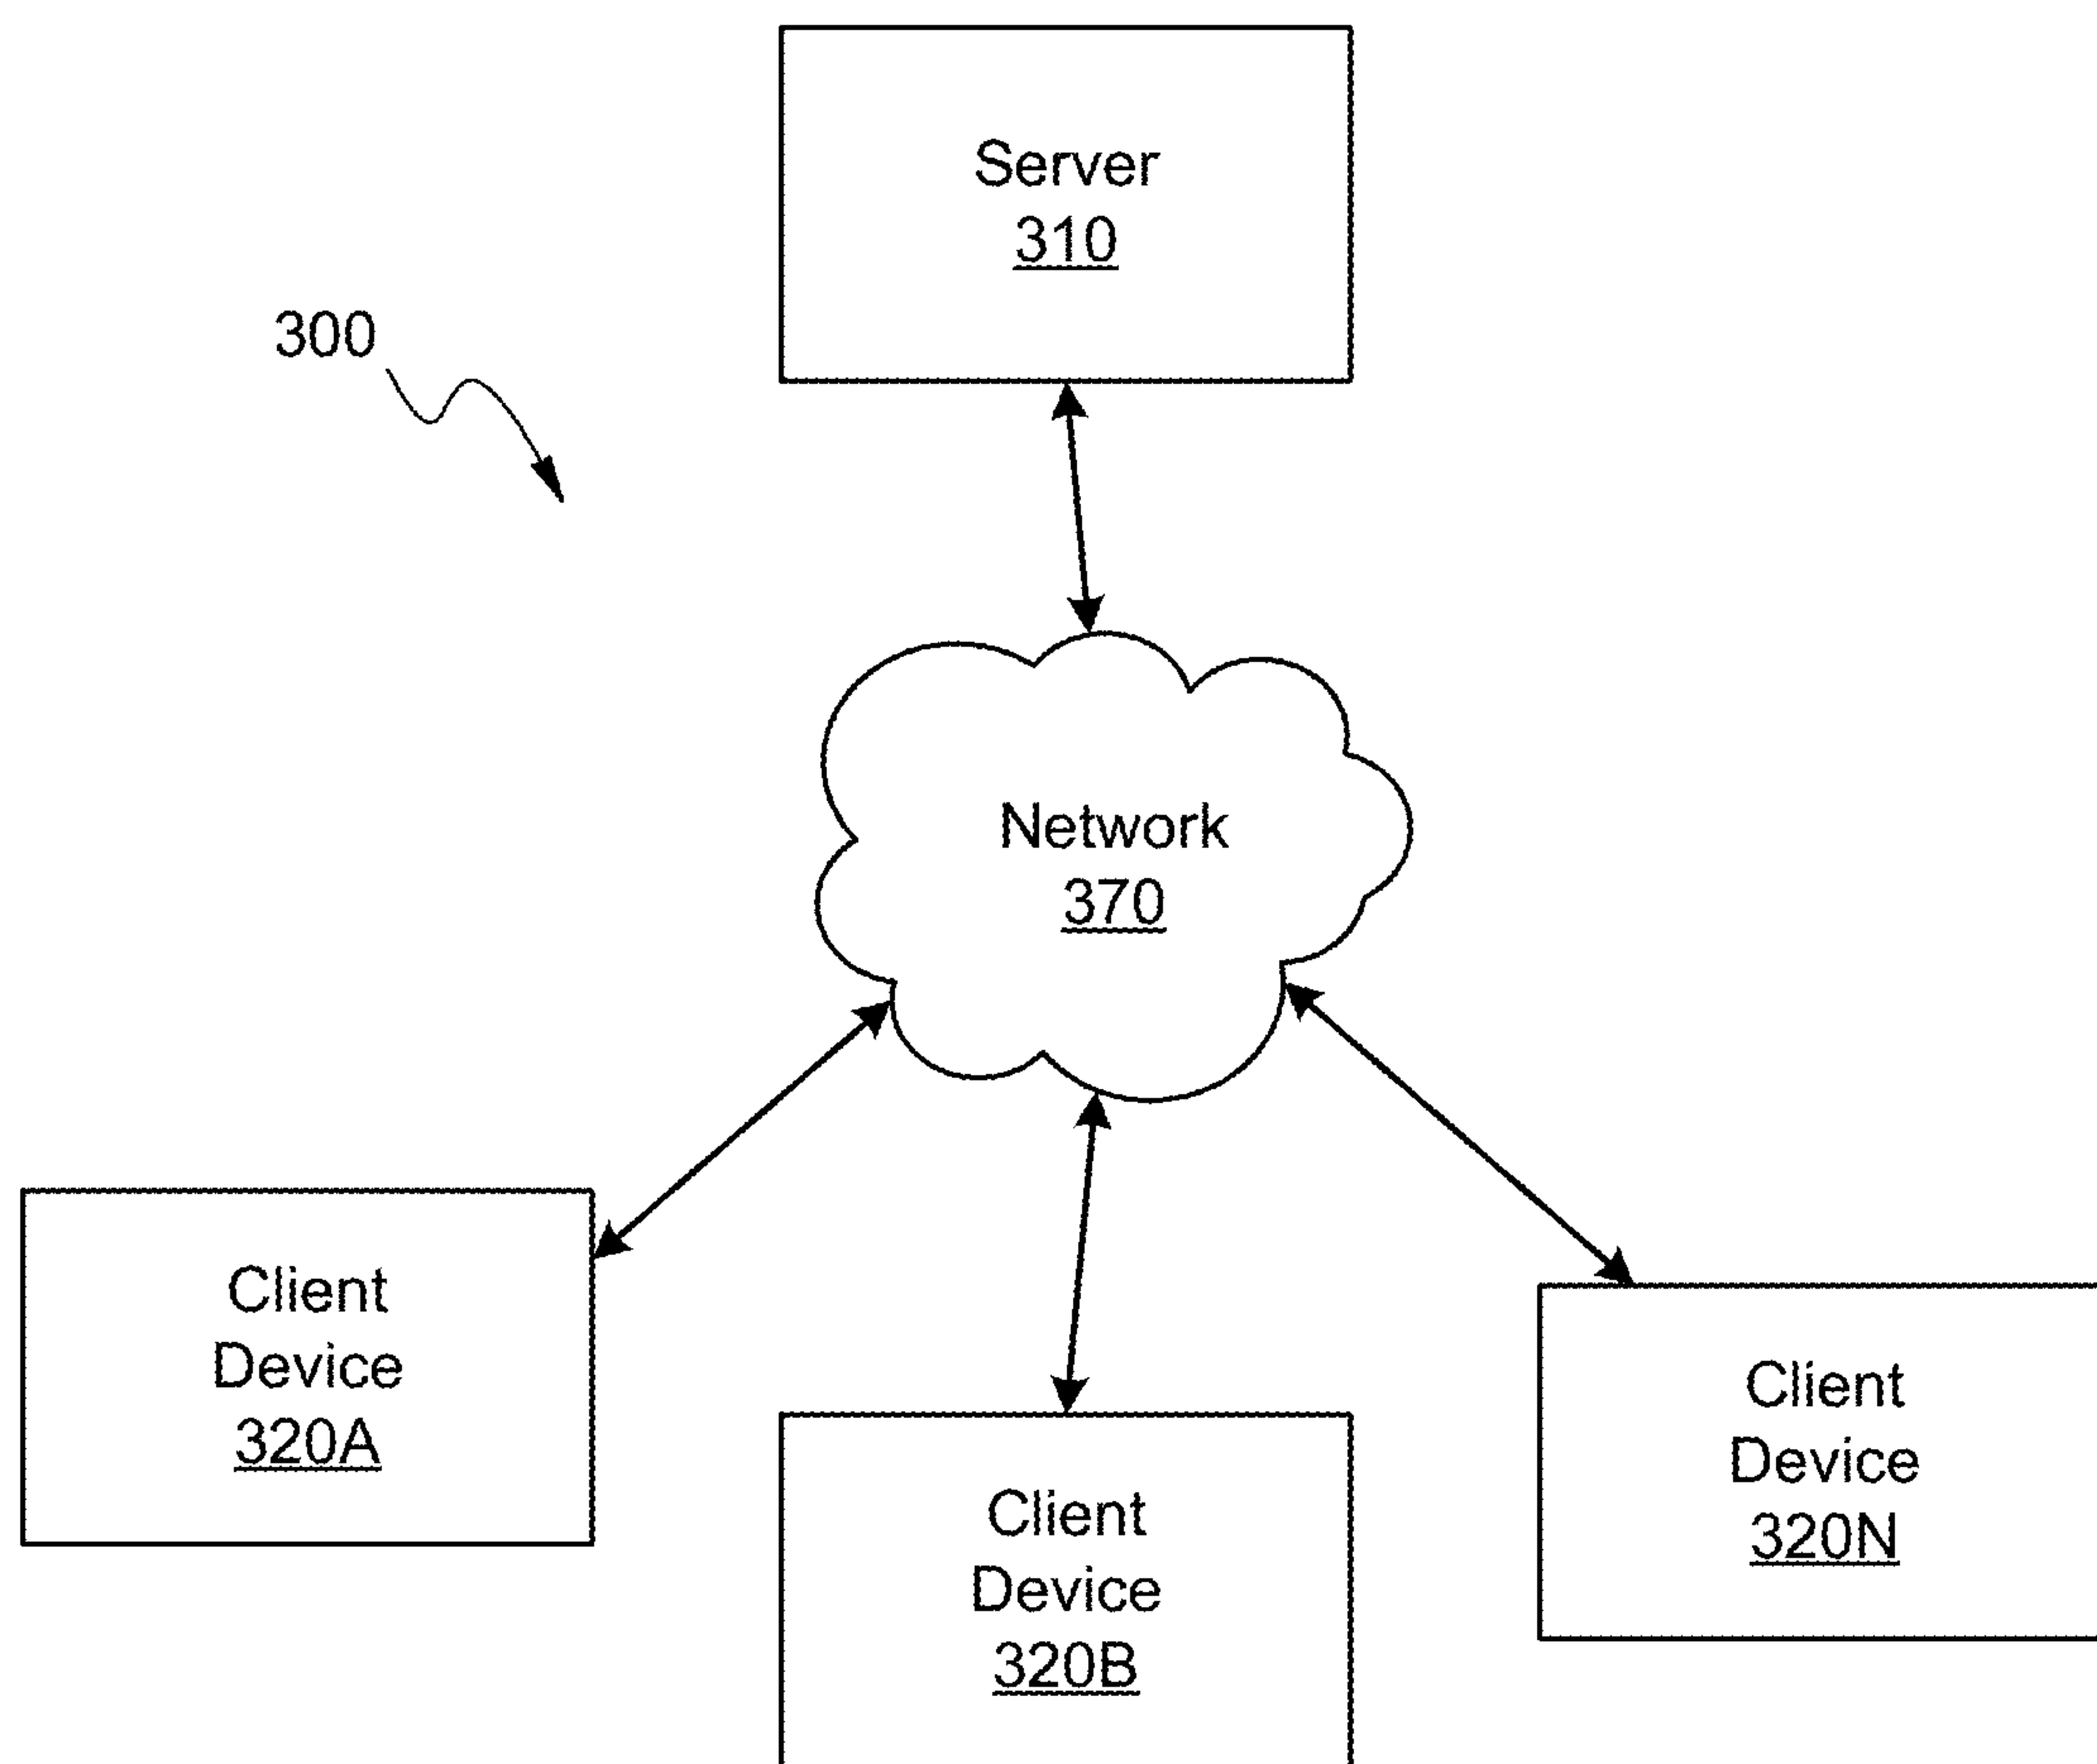 Server
310
300
Network
370
Client
Device
320A
Client
Device
320B
Client
Device
320N